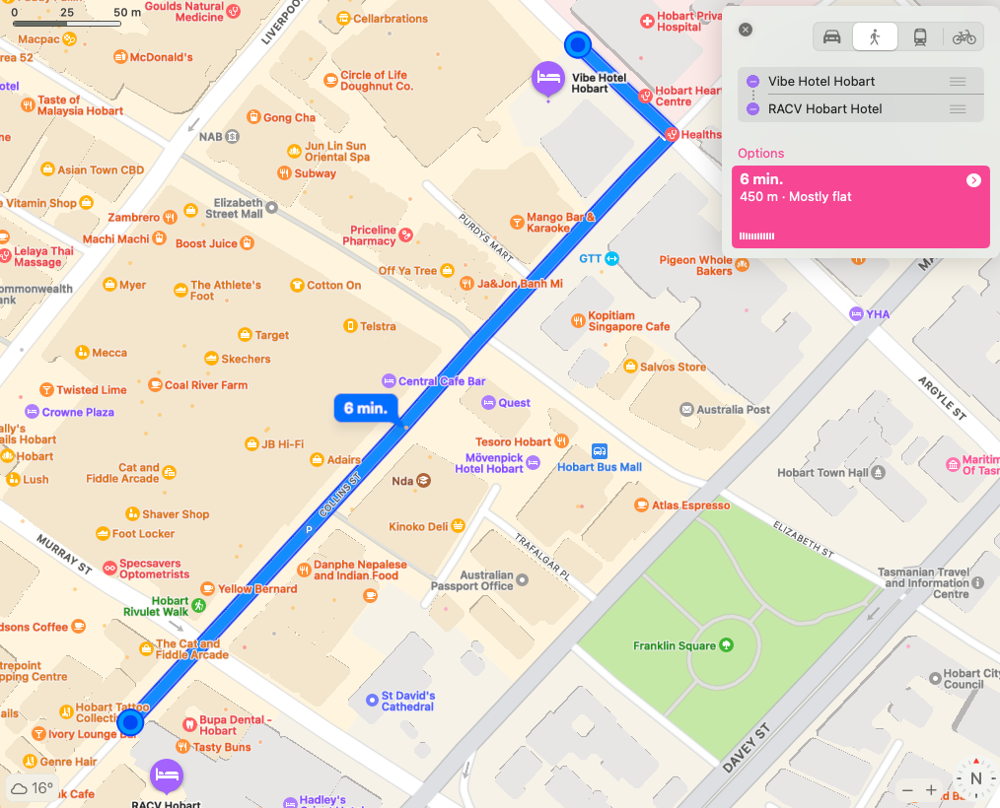 0 25 50 m
Goulds Natural
Medicine
LIVERPOOL
Cellarbrations
Hobart Priva
Hospital
Macpac
rea 52
McDonald's
otel
Taste of
Malaysia Hobart
Circle of Life
Doughnut Co.
Vibe Hotel
Hobart
Hobart Hear
Centre
Healths
Gong Cha
NAB
Jun Lin Sun
Oriental Spa
Subway
Asian Town CBD
e Vitamin Shop
Zambrero
Elizabeth
Street Mall
Machi Machi
Boost Juice
Priceline
Pharmacy
PURDYS MART
Mango Bar &
Karaoke
GTT
Pigeon Whole
Bakers
Lelaya Thai
Massage
Off Ya Tree
Ja&Jon Banh Mi
ommonwealth
ank
Myer
The Athlete's
Foot
Cotton On
Telstra
Kopitiam
Singapore Cafe
YHA
MA
Target
Mecca
Skechers
Salvos Store
Twisted Lime
Coal River Farm
Central Cafe Bar
Crowne Plaza
6 min.
Quest
Australia Post
ARGYLE ST
ally's
ails Hobart
Hobart
JB Hi-Fi
Adairs
Tesoro Hobart
Mövenpick
Hotel Hobart
Hobart Bus Mall
Maritim
Of Tasr
Lush
Cat and
Fiddle Arcade
Nda
Hobart Town Hall
COLLINS ST
P
Atlas Espresso
Shaver Shop
Foot Locker
Kinoko Deli
ELIZABETH ST
MURRAY ST
TRAFALGAR PL
Specsavers
Optometrists
Danphe Nepalese
and Indian Food
Australian
Passport Office
Tasmanian Travel
and Information
Centre
Yellow Bernard
Hobart
Rivulet Walk
dsons Coffee
The Cat and
Fiddle Arcade
Franklin Square
trepoint
pping Centre
Hobart City
Council
St David's
Cathedral
ails
Hobart Tattoo
Collecti
Ivory Lounge Bar
Bupa Dental -
Hobart
Tasty Buns
Genre Hair
DAVEY ST
16°
k Cafe
RACV Hobart
Hadley's
N
d Ba
Vibe Hotel Hobart
RACV Hobart Hotel
Options
6 min.
450 m · Mostly flat